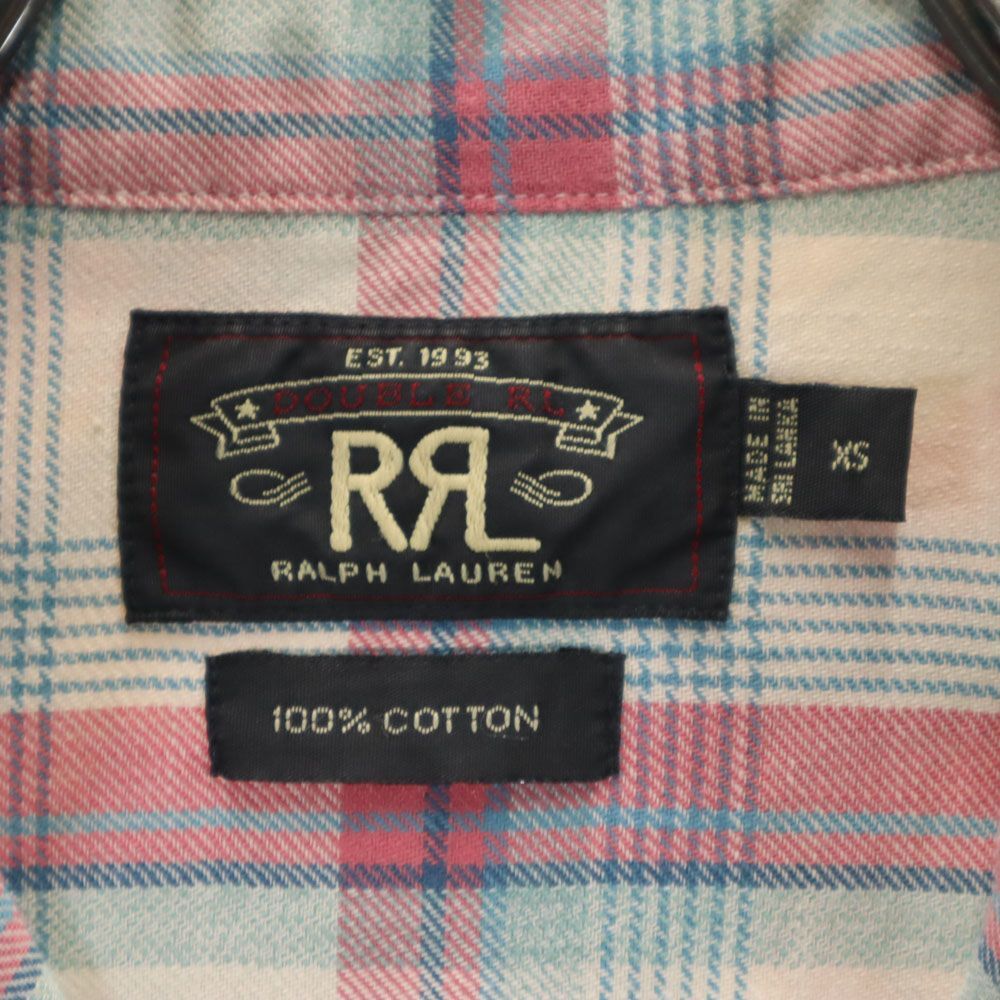 EST. 1993
DOUBLE RL
RRL
RALPH LAUREN
MADE IN
SRI LANKA
XS
100% COTTON